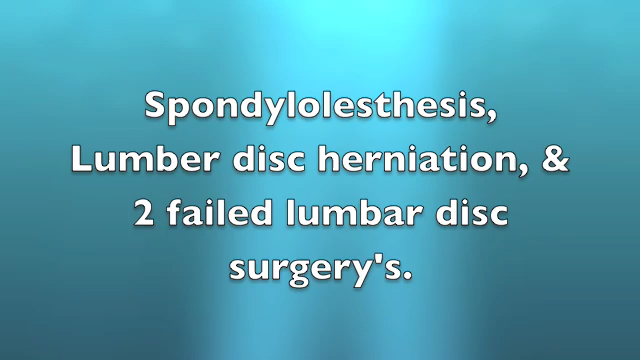 Spondylolesthesis,
Lumber disc herniation, &
2 failed lumbar disc
surgery's.